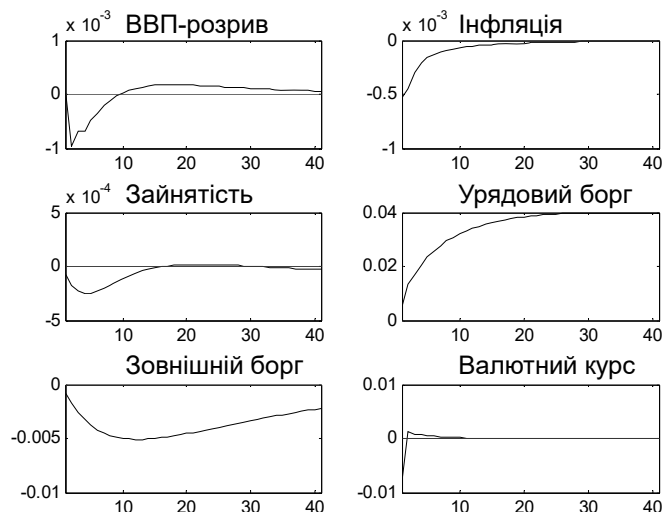 x 10^-3 ВВП-розрив
1
0
-1
10 20 30 40
x 10^-3 Інфляція
0
-0.5
-1
10 20 30 40
x 10^-4 Зайнятість
5
0
-5
10 20 30 40
Урядовий борг
0.04
0.02
0
10 20 30 40
Зовнішній борг
0
-0.005
-0.01
10 20 30 40
Валютний курс
0.01
0
-0.01
10 20 30 40